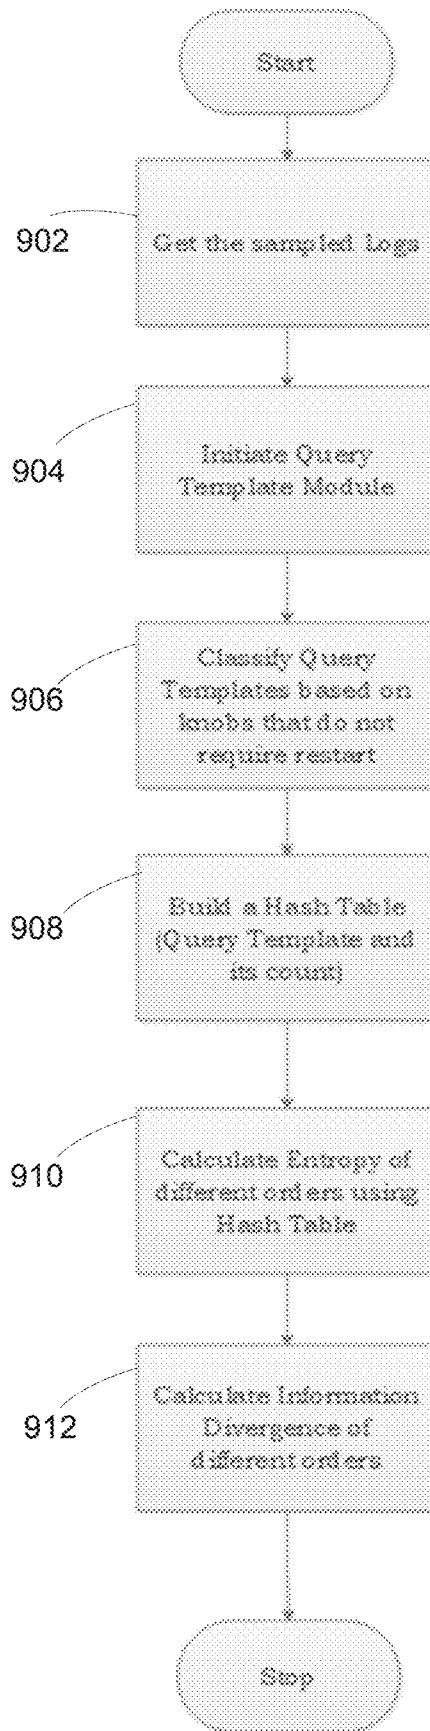 Start
902
Get the sampled Logs
904
Initiate Query
Template Module
906
Classify Query
Templates based on
knobs that do not
require restart
908
Build a Hash Table
(Query Template and
its count)
910
Calculate Entropy of
different orders using
Hash Table
912
Calculate Information
Divergence of
different orders
Stop